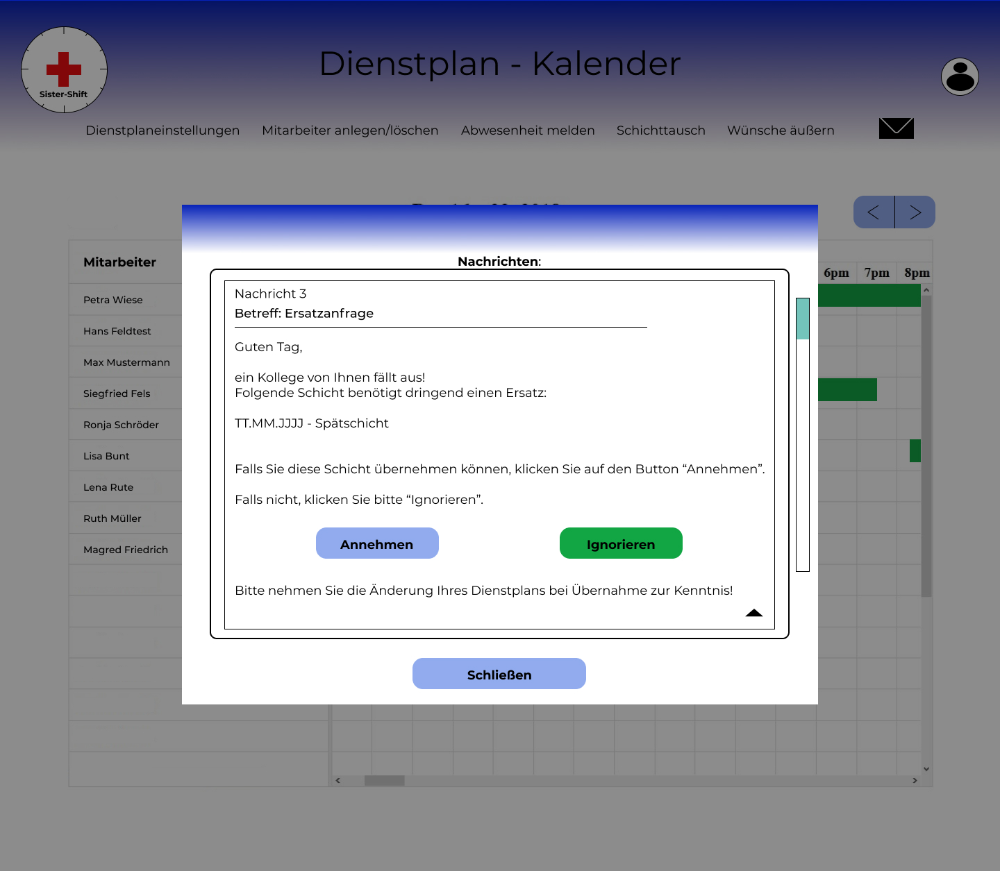 Dienstplan - Kalender
Sister-Shift
Dienstplaneinstellungen Mitarbeiter anlegen/löschen Abwesenheit melden Schichttausch Wünsche äußern
< >
Mitarbeiter
6pm 7pm 8pm
Petra Wiese
Hans Feldtest
Max Mustermann
Siegfried Fels
Ronja Schröder
Lisa Bunt
Lena Rute
Ruth Müller
Magred Friedrich
Nachrichten:
Nachricht 3
Betreff: Ersatzanfrage
Guten Tag,
ein Kollege von Ihnen fällt aus!
Folgende Schicht benötigt dringend einen Ersatz:
TT.MM.JJJJ - Spätschicht
Falls Sie diese Schicht übernehmen können, klicken Sie auf den Button “Annehmen”.
Falls nicht, klicken Sie bitte “Ignorieren”.
Annehmen Ignorieren
Bitte nehmen Sie die Änderung Ihres Dienstplans bei Übernahme zur Kenntnis!
Schließen